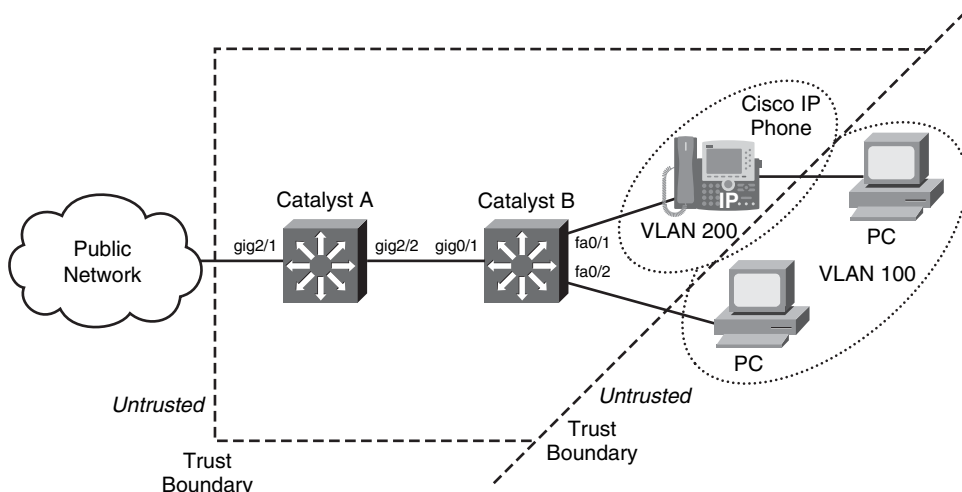 Cisco IP
Phone
Catalyst A
Catalyst B
IP
VLAN 200
PC
VLAN 100
Public
Network
gig2/1
gig2/2
gig0/1
fa0/1
fa0/2
PC
Untrusted
Untrusted
Trust
Boundary
Trust
Boundary